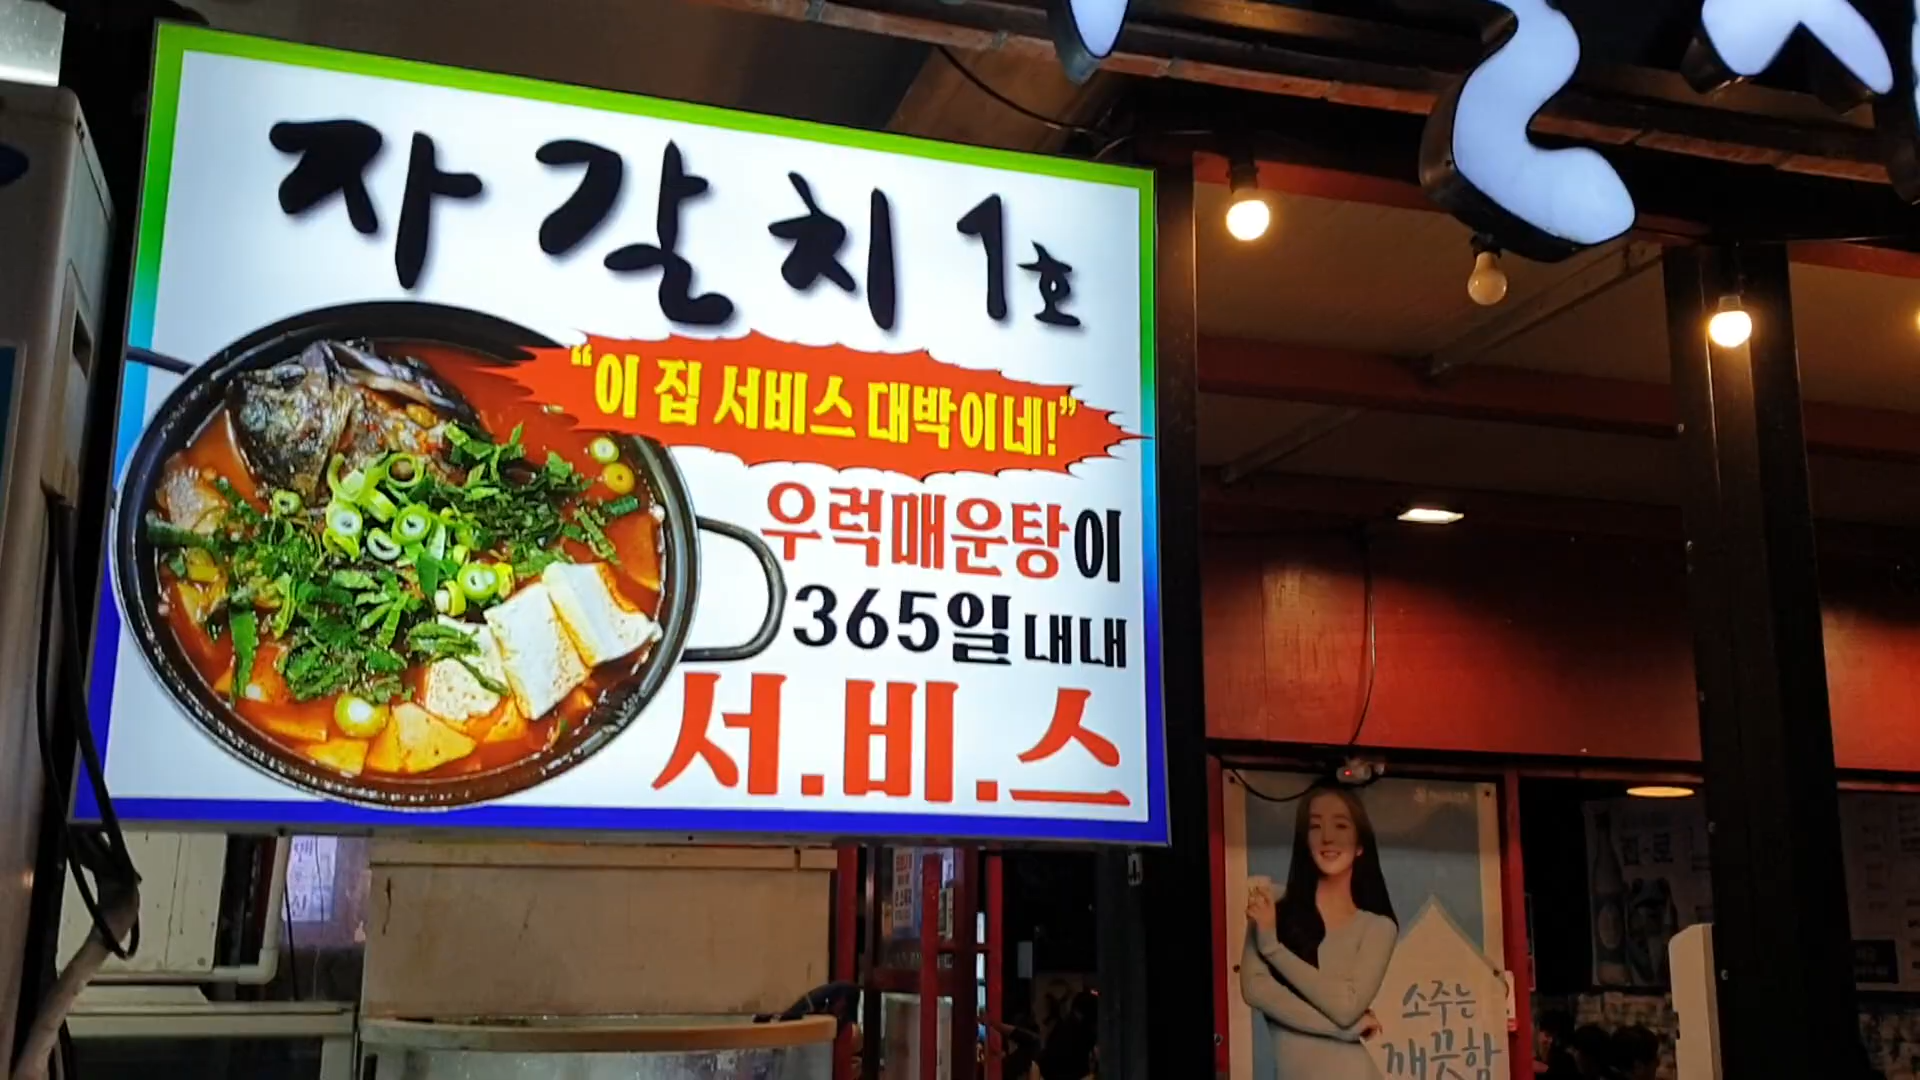 자갈치 1호
“이 집 서비스 대박이네!”
우럭매운탕이
365일 내내
서.비.스
소주는
깨끗함